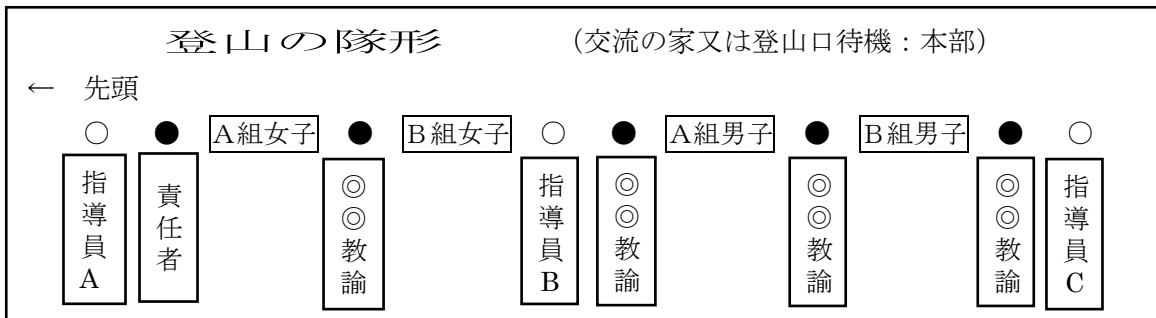 登山の隊形　（交流の家又は登山口待機：本部）
←　先頭
○ ● A組女子 ● B組女子 ○ ● A組男子 ● B組男子 ● ○
指導員A
責任者
◎◎教諭
指導員B
◎◎教諭
◎◎教諭
◎◎教諭
指導員C